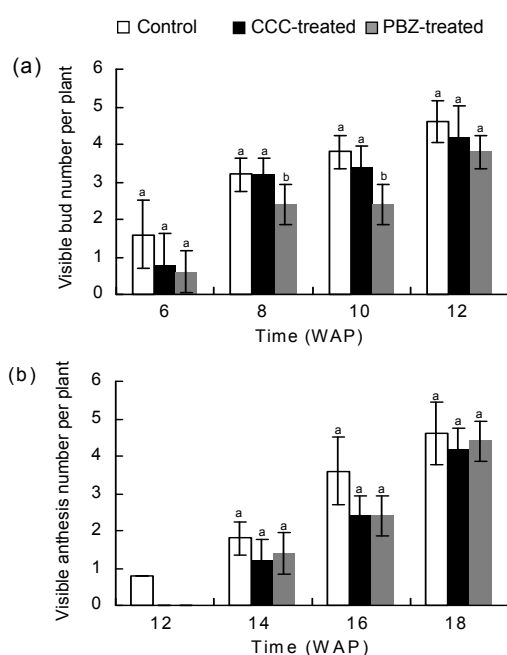 Control CCC-treated PBZ-treated
(a)
Visible bud number per plant
6
5
4
3
2
1
0
a a a
a a b
a a b
a a a
6 8 10 12
Time (WAP)
(b)
Visible anthesis number per plant
6
5
4
3
2
1
0
a a a
a a a
a a a
12 14 16 18
Time (WAP)